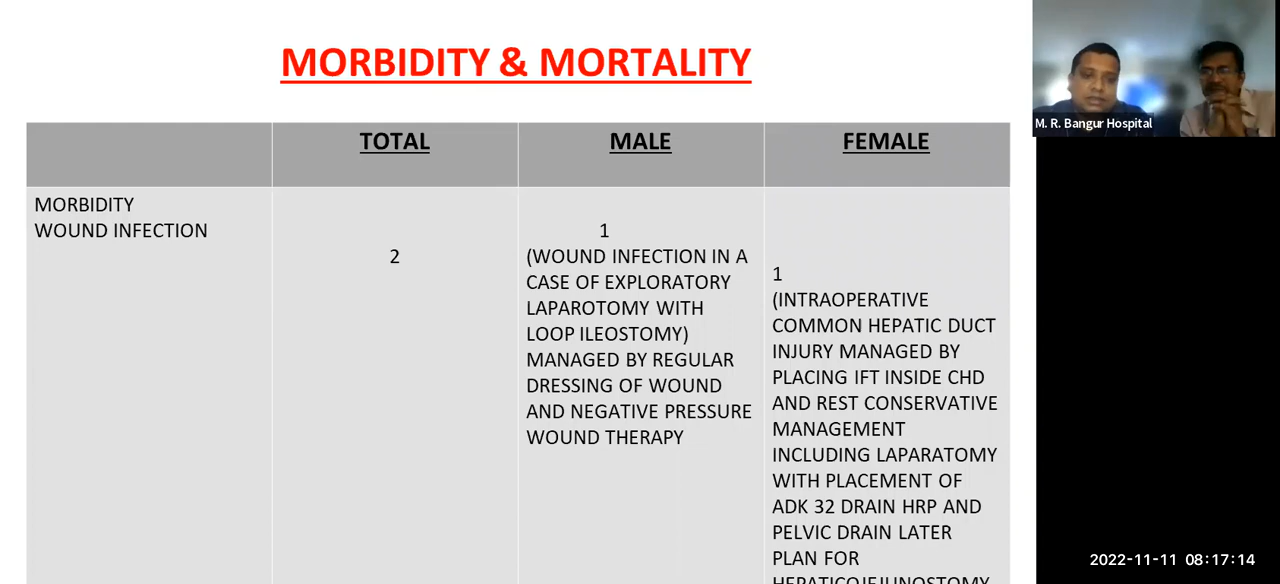 MORBIDITY & MORTALITY
TOTAL
MALE
FEMALE
MORBIDITY
WOUND INFECTION
2
1
(WOUND INFECTION IN A
CASE OF EXPLORATORY
LAPAROTOMY WITH
LOOP ILEOSTOMY)
MANAGED BY REGULAR
DRESSING OF WOUND
AND NEGATIVE PRESSURE
WOUND THERAPY
1
(INTRAOPERATIVE
COMMON HEPATIC DUCT
INJURY MANAGED BY
PLACING IFT INSIDE CHD
AND REST CONSERVATIVE
MANAGEMENT
INCLUDING LAPARATOMY
WITH PLACEMENT OF
ADK 32 DRAIN HRP AND
PELVIC DRAIN LATER
PLAN FOR
HEPATICOJEJUNOSTOMY
M. R. Bangur Hospital
2022-11-11 08:17:14